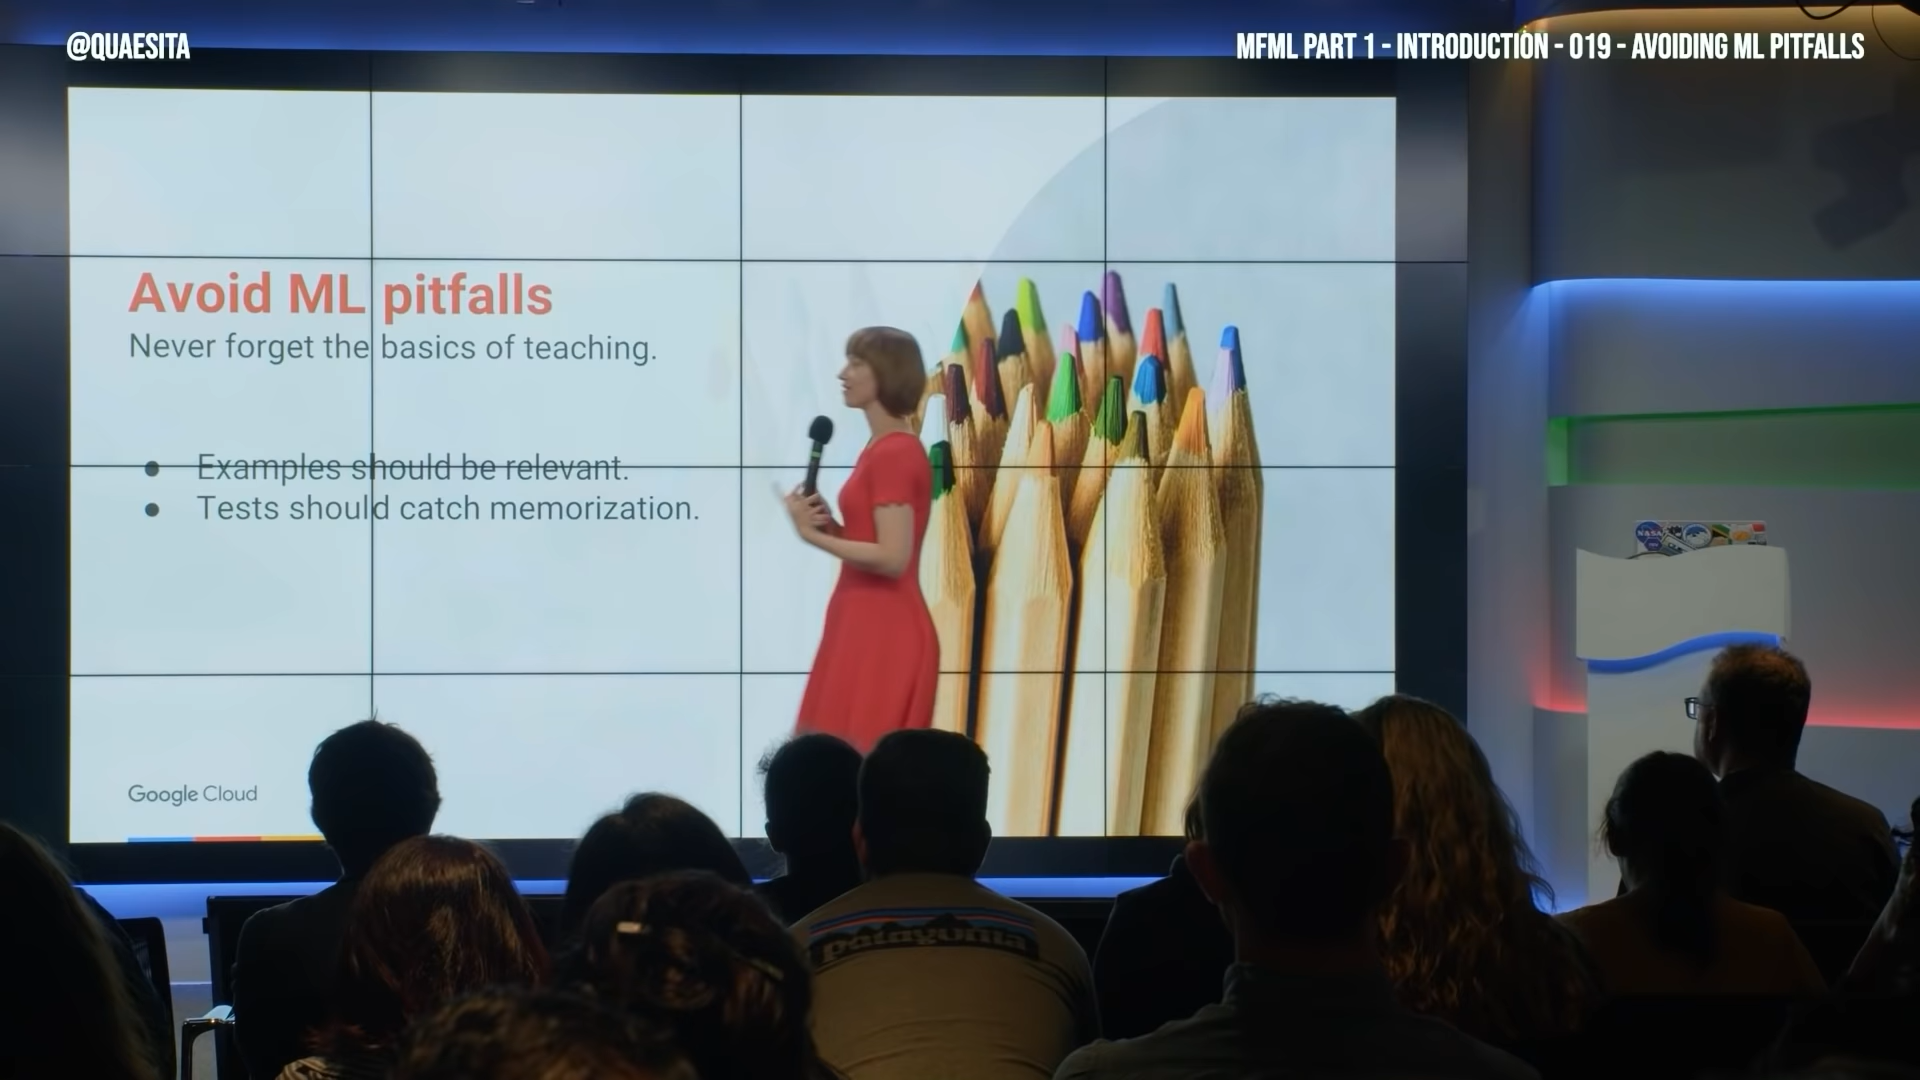 @QUAESITA
MFML PART 1 - INTRODUCTION - 019 - AVOIDING ML PITFALLS
Avoid ML pitfalls
Never forget the basics of teaching.
● Examples should be relevant.
● Tests should catch memorization.
NASA
Google Cloud
patagonia